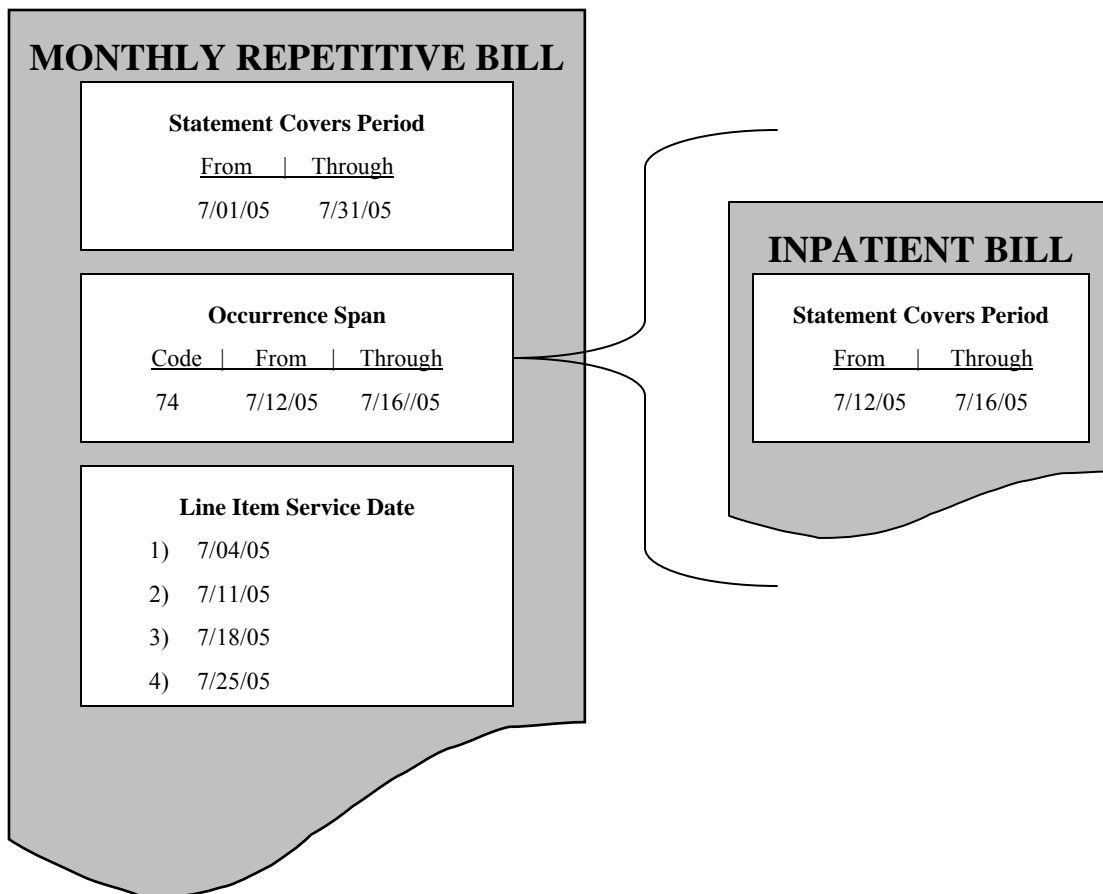 MONTHLY REPETITIVE BILL
Statement Covers Period
From | Through
7/01/05 7/31/05
Occurrence Span
Code | From | Through
74 7/12/05 7/16//05
Line Item Service Date
1) 7/04/05
2) 7/11/05
3) 7/18/05
4) 7/25/05
INPATIENT BILL
Statement Covers Period
From | Through
7/12/05 7/16/05